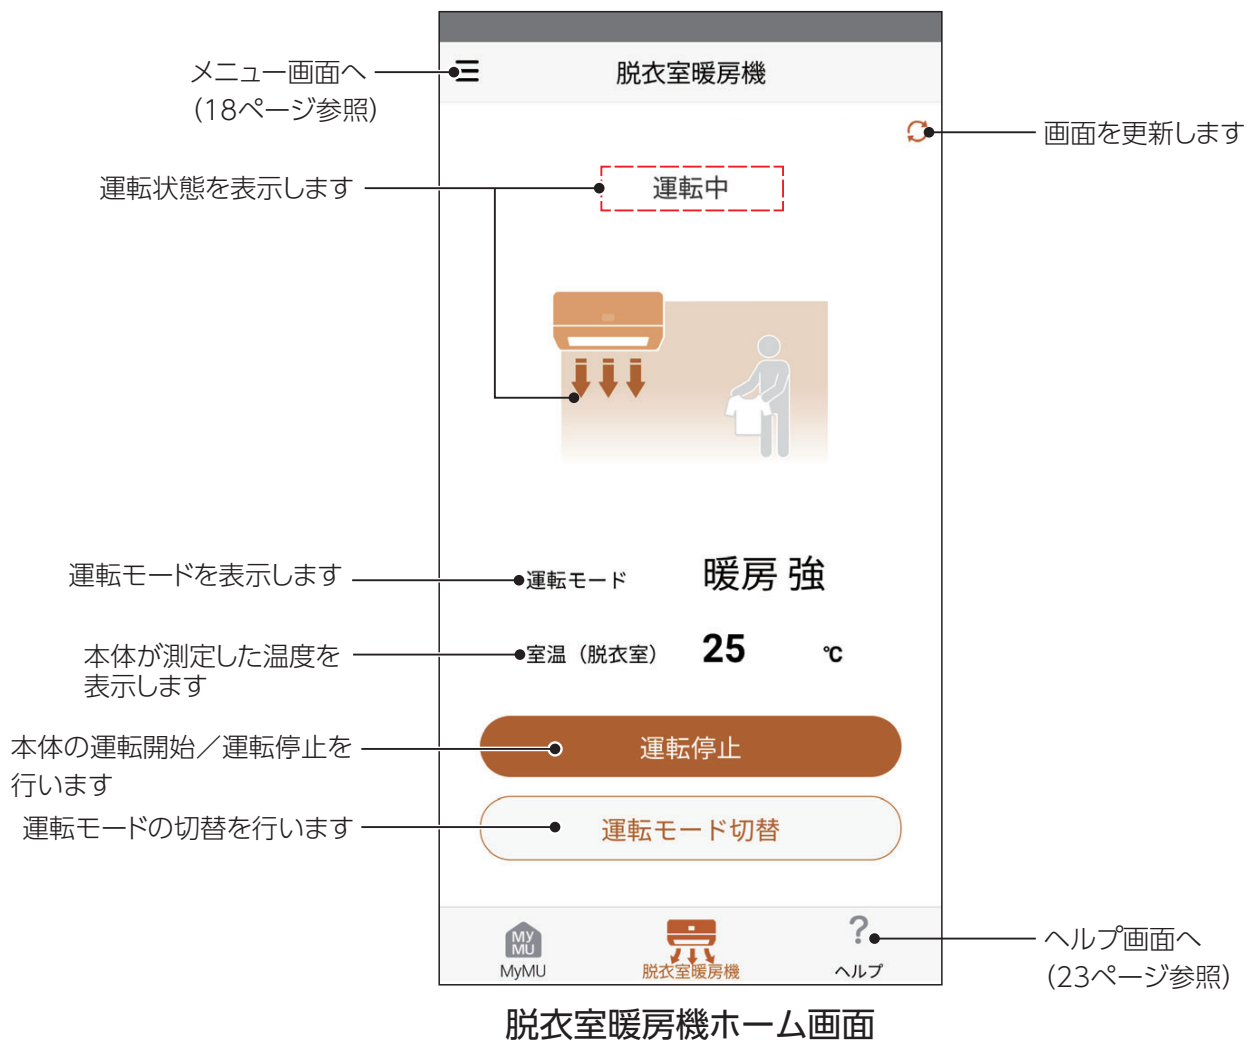 メニュー画面へ
(18ページ参照)
脱衣室暖房機
画面を更新します
運転状態を表示します
運転中
運転モードを表示します
運転モード
暖房 強
本体が測定した温度を
表示します
室温（脱衣室）
25
℃
本体の運転開始／運転停止を
行います
運転停止
運転モードの切替を行います
運転モード切替
MY
MU
MyMU
脱衣室暖房機
?
ヘルプ
ヘルプ画面へ
(23ページ参照)
脱衣室暖房機ホーム画面